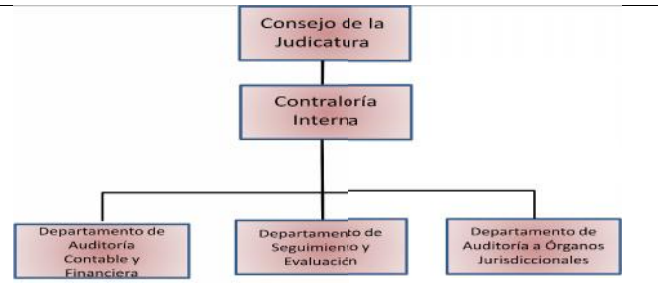 Consejo de la
Judicatura
Contraloría
Interna
Departamento de
Auditoría
Contable y
Financiera
Departamento de
Seguimiento y
Evaluación
Departamento de
Auditoría a Órganos
Jurisdiccionales